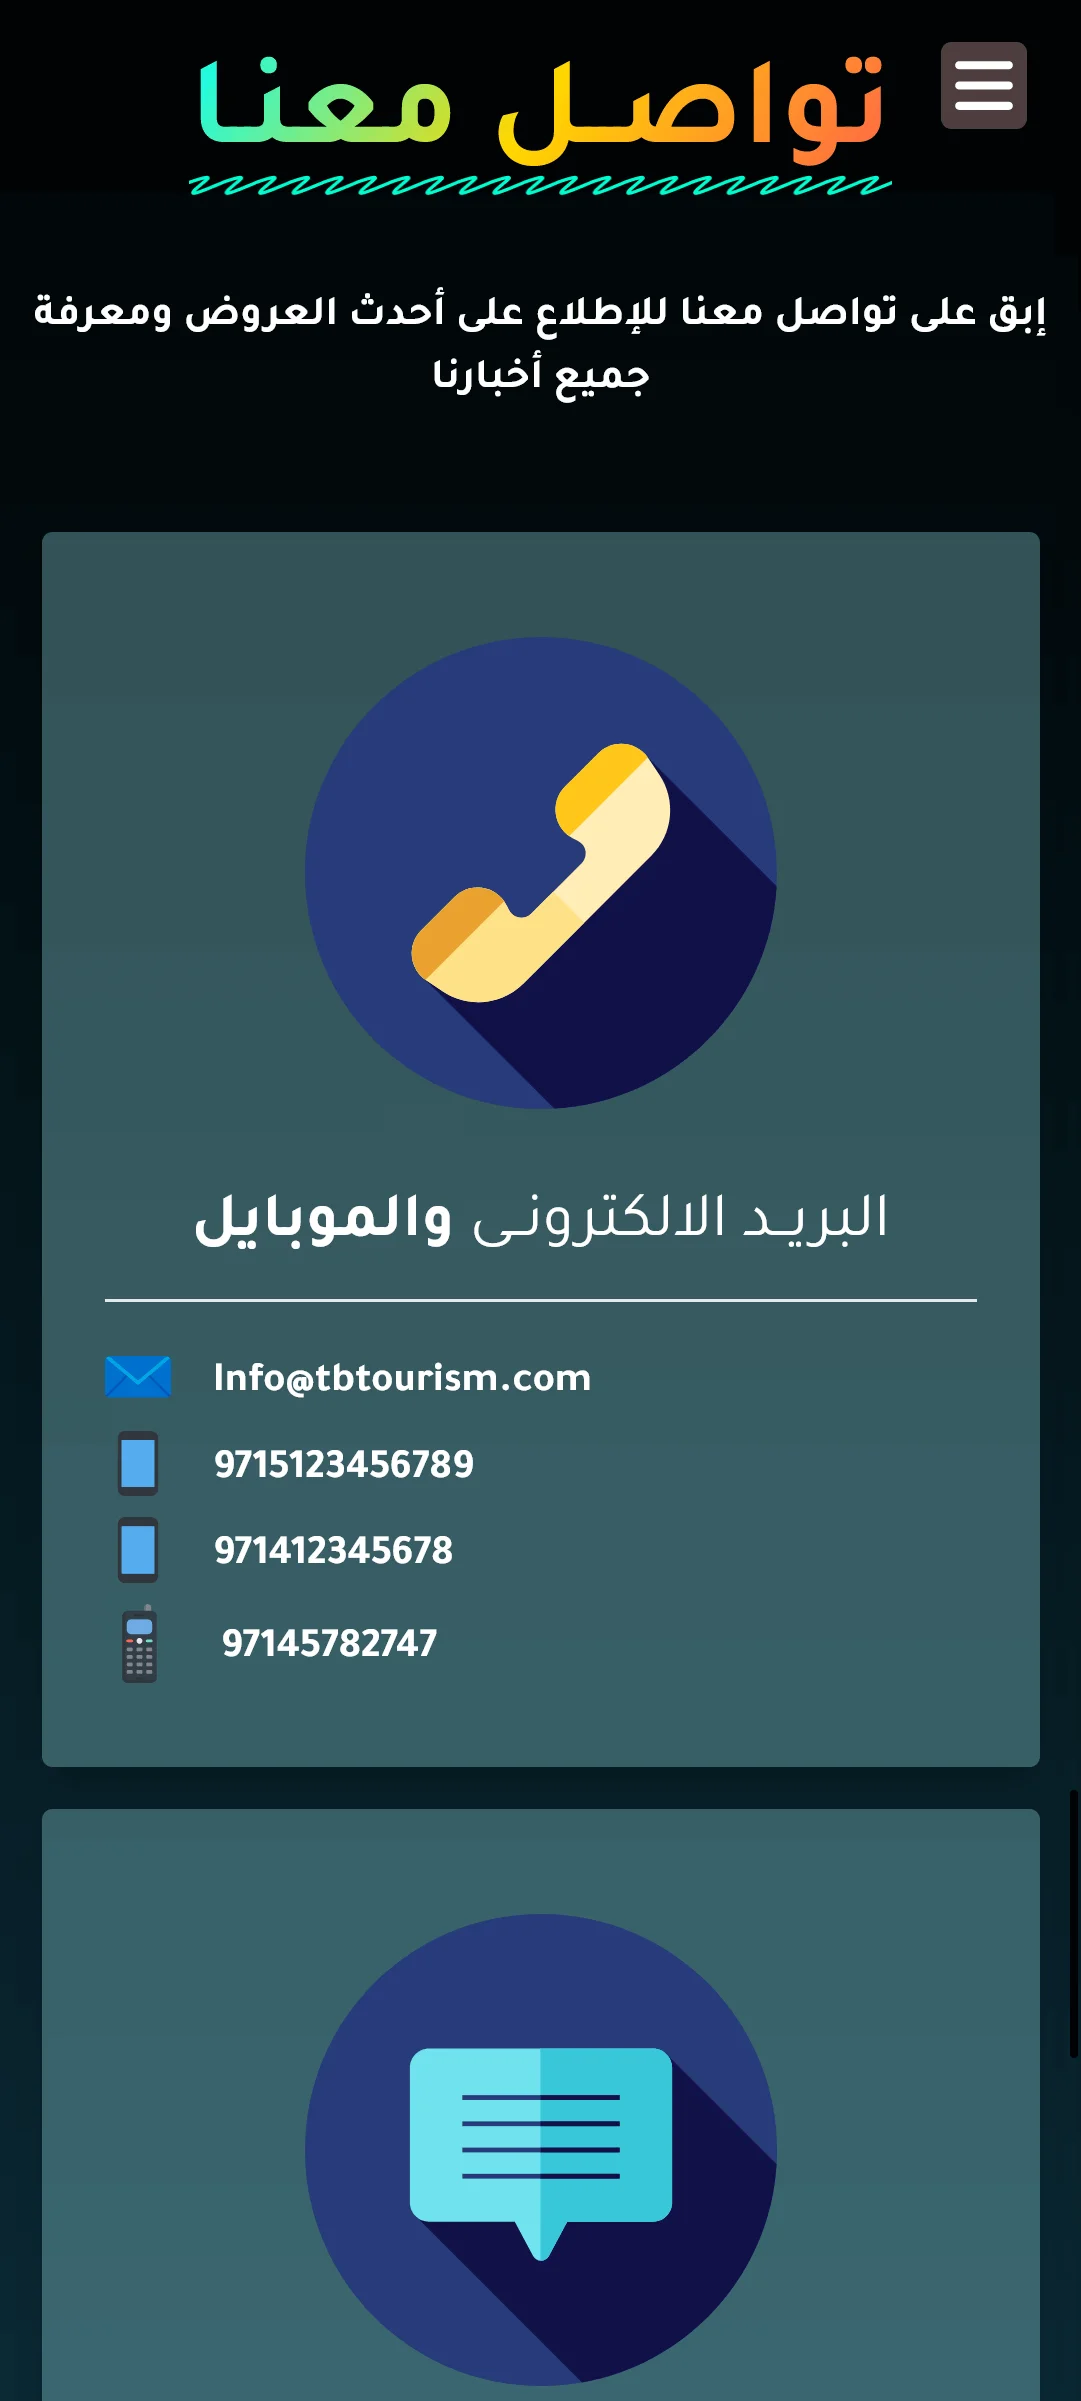 تواصل معنا
إبق على تواصل معنا للإطلاع على أحدث العروض ومعرفة
جميع أخبارنا
البريد الالكترونى والموبايل
Info@tbtourism.com
9715123456789
971412345678
97145782747